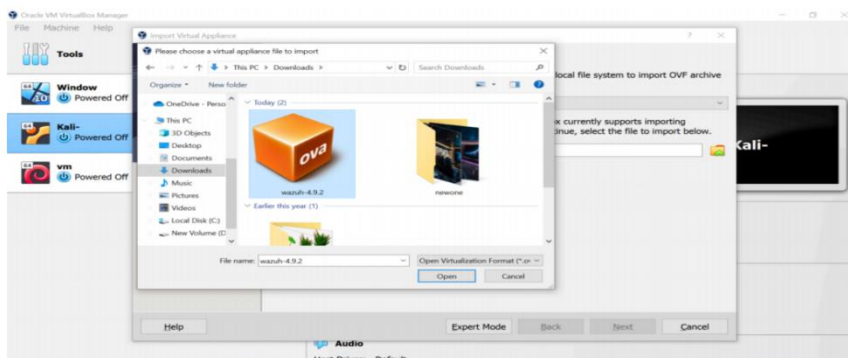 Oracle VM VirtualBox Manager
File Machine Help
Tools
Window
Powered Off
Kali-
Powered Off
vm
Powered Off
Import Virtual Appliance
Please choose a virtual appliance file to import
This PC > Downloads >
Search Downloads
Organize
New folder
OneDrive - Perso
This PC
3D Objects
Desktop
Documents
Downloads
Music
Pictures
Videos
Local Disk (C:)
New Volume (D
Today (2)
ova
wazuh-4.9.2
newone
Earlier this year (1)
File name: wazuh-4.9.2
Open Virtualization Format (*.o
Open
Cancel
local file system to import OVF archive
x currently supports importing
inue, select the file to import below.
Kali-
Help
Expert Mode
Back
Next
Cancel
Audio